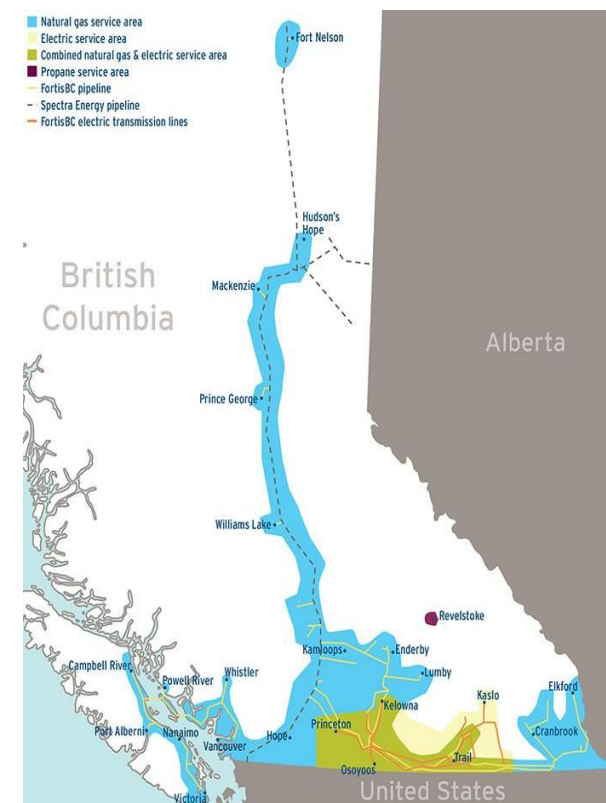 Natural gas service area
Electric service area
Combined natural gas & electric service area
Propane service area
FortisBC pipeline
Spectra Energy pipeline
FortisBC electric transmission lines
Fort Nelson
Hudson's
Hope
British
Columbia
Mackenzie
Alberta
Prince George
Williams Lake
Revelstoke
Kamloops
Enderby
Campbell River
Powell River
Whistler
Lumby
Elkford
Kaslo
Kelowna
Port Alberni
Nanaimo
Vancouver
Hope
Princeton
Cranbrook
Trail
Osoyoos
Victoria
United States